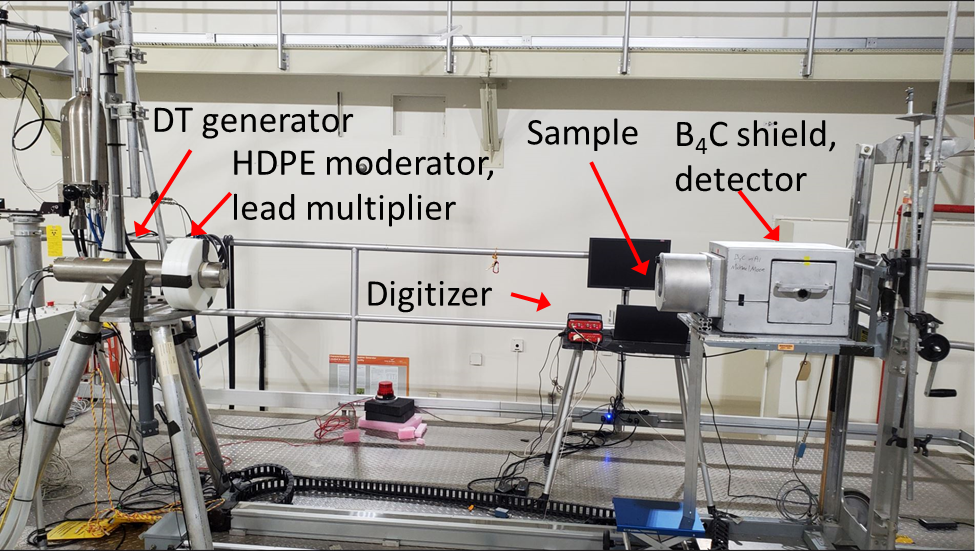 DT generator
HDPE moderator,
lead multiplier
Sample
B₄C shield,
detector
Digitizer